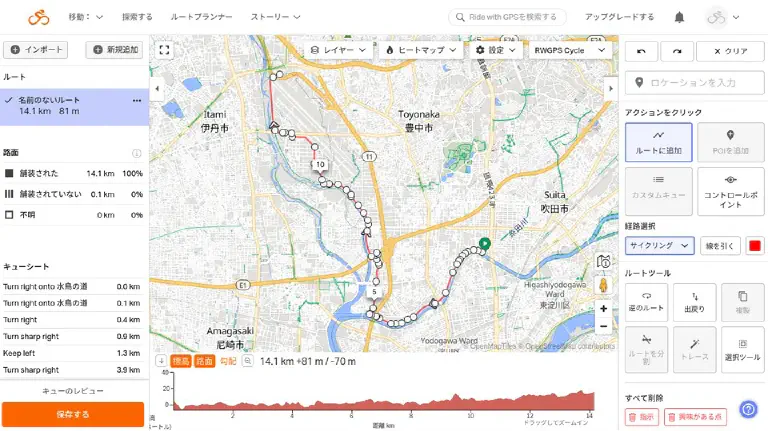 移動：
探索する
ルートプランナー
ストーリー
Ride with GPSを検索する
アップグレードする
インポート
新規追加
ルート
名前のないルート
14.1 km 81 m
路面
舗装された 14.1 km 100%
舗装されていない 0.1 km 0%
不明 0 km 0%
キューシート
Turn right onto 水鳥の道 0.0 km
Turn right onto 水鳥の道 0.1 km
Turn right 0.4 km
Turn sharp right 0.9 km
Keep left 1.3 km
Turn sharp right 3.9 km
キューのレビュー
保存する
レイヤー
ヒートマップ
設定
RWGPS Cycle
Itami
伊丹市
Toyonaka
豊中市
11
10
Suita
吹田市
E1
5
Higashiyodogawa
Ward
東淀川区
Amagasaki
尼崎市
Yodogawa Ward
© OpenMapTiles © OpenStreetMap contributors
標高
路面
勾配
14.1 km +81 m / -70 m
40
20
0
2
4
6
8
10
12
14.1
距離 km
ドラッグしてズームイン
クリア
ロケーションを入力
アクションをクリック
ルートに追加
POIを追加
カスタムキュー
コントロールポ
イント
経路選択
サイクリング
線を引く
ルートツール
逆のルート
出戻り
複製
ルートを分
割
トレース
選択ツール
すべて削除
指示
興味がある点